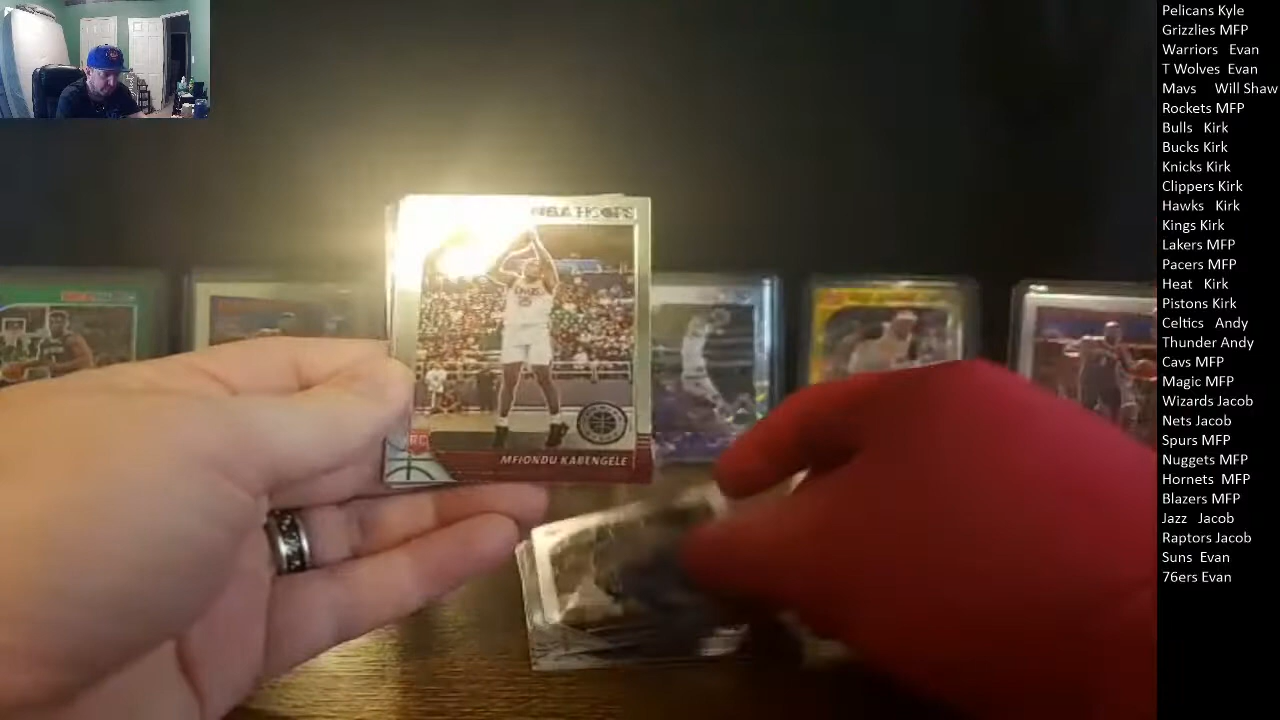 NBA HOOPS
RC
MFIONDU KABENGELE
Pelicans Kyle
Grizzlies MFP
Warriors Evan
T Wolves Evan
Mavs Will Shaw
Rockets MFP
Bulls Kirk
Bucks Kirk
Knicks Kirk
Clippers Kirk
Hawks Kirk
Kings Kirk
Lakers MFP
Pacers MFP
Heat Kirk
Pistons Kirk
Celtics Andy
Thunder Andy
Cavs MFP
Magic MFP
Wizards Jacob
Nets Jacob
Spurs MFP
Nuggets MFP
Hornets MFP
Blazers MFP
Jazz Jacob
Raptors Jacob
Suns Evan
76ers Evan